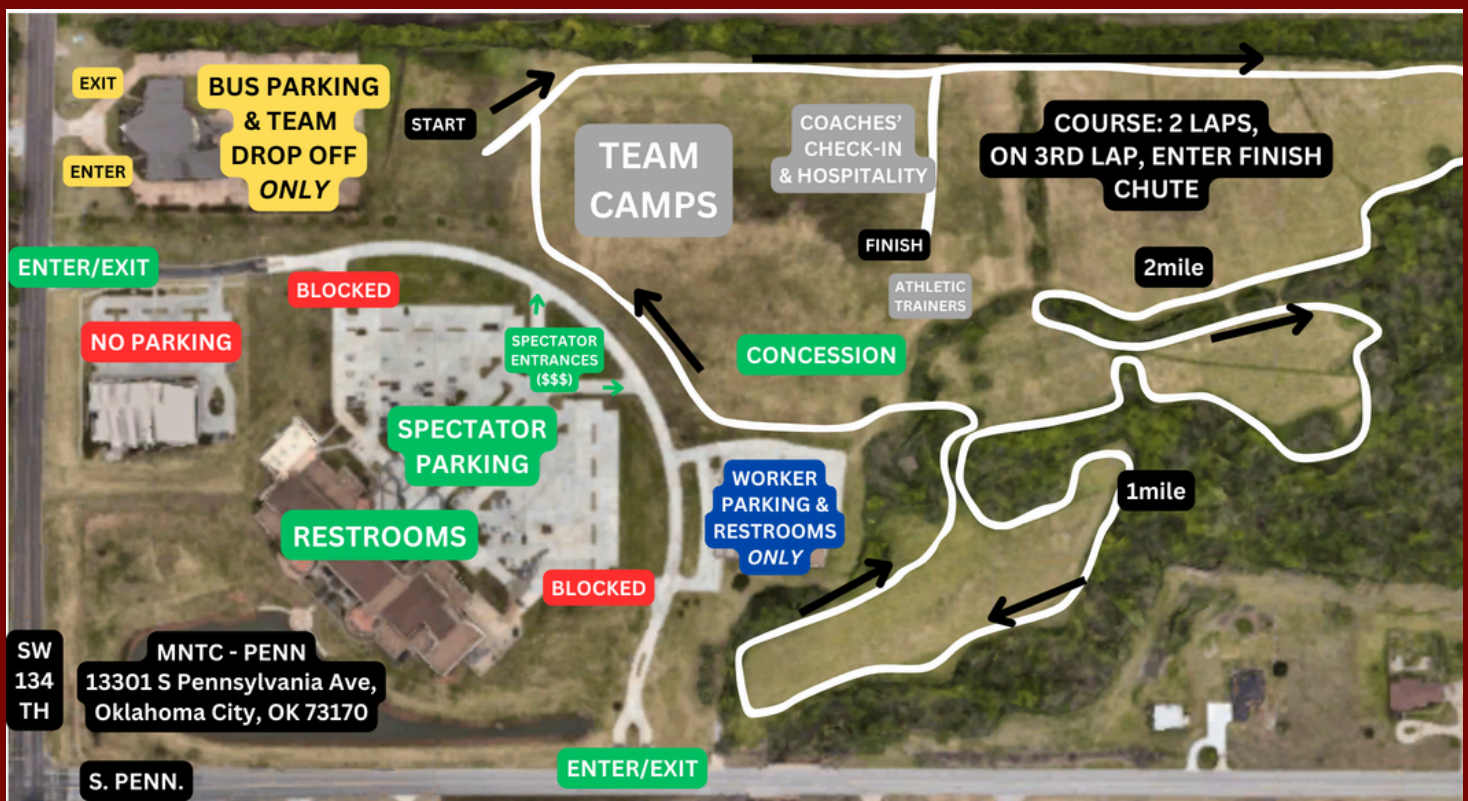 EXIT
BUS PARKING
& TEAM
DROP OFF
ONLY
ENTER
START
TEAM
CAMPS
COACHES’
CHECK-IN
& HOSPITALITY
COURSE: 2 LAPS,
ON 3RD LAP, ENTER FINISH
CHUTE
ENTER/EXIT
BLOCKED
FINISH
2mile
ATHLETIC
TRAINERS
NO PARKING
SPECTATOR
ENTRANCES
($$$)
CONCESSION
SPECTATOR
PARKING
WORKER
PARKING &
RESTROOMS
ONLY
1mile
RESTROOMS
BLOCKED
SW
134
TH
MNTC - PENN
13301 S Pennsylvania Ave,
Oklahoma City, OK 73170
ENTER/EXIT
S. PENN.